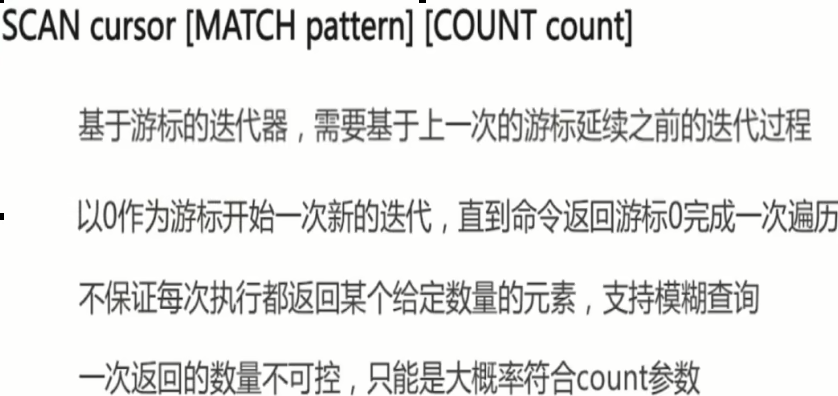 SCAN cursor [MATCH pattern] [COUNT count]
基于游标的迭代器，需要基于上一次的游标延续之前的迭代过程
以0作为游标开始一次新的迭代，直到命令返回游标0完成一次遍历
不保证每次执行都返回某个给定数量的元素，支持模糊查询
一次返回的数量不可控，只能是大概率符合count参数